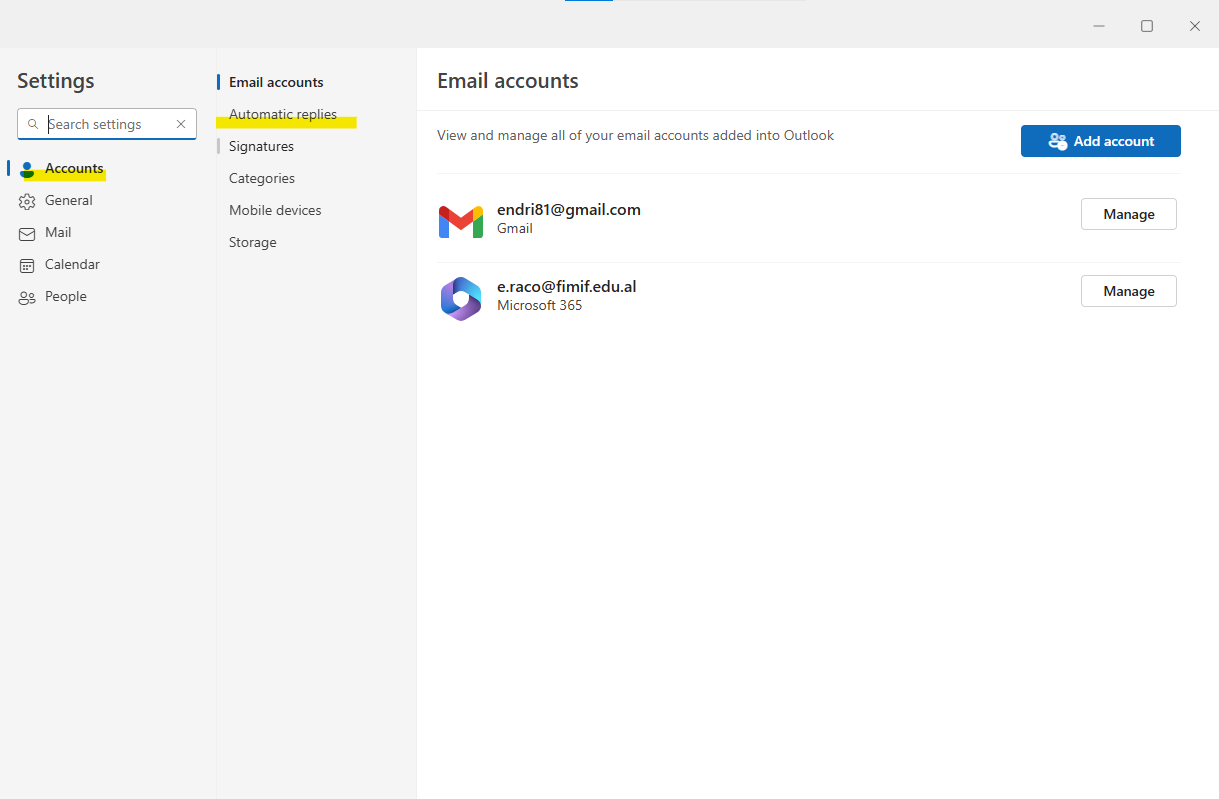 Settings
Search settings
Accounts
General
Mail
Calendar
People
Email accounts
Automatic replies
Signatures
Categories
Mobile devices
Storage
Email accounts
View and manage all of your email accounts added into Outlook
Add account
endri81@gmail.com
Gmail
Manage
e.raco@fimif.edu.al
Microsoft 365
Manage